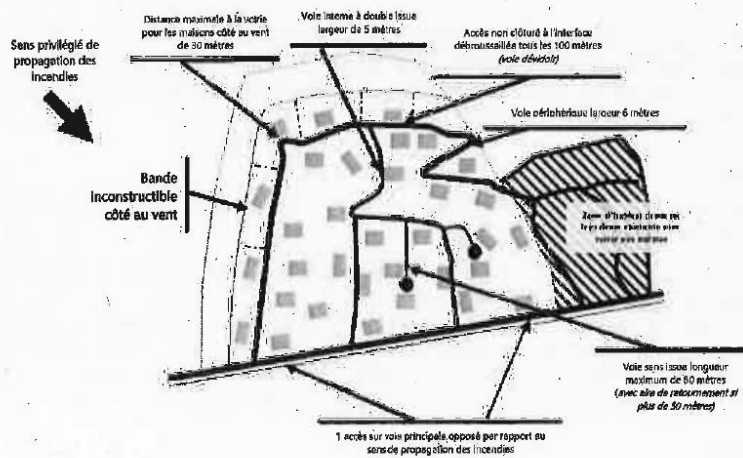 Distance maximale à la voirie
pour les maisons côté au vent
de 30 mètres
Voie interne à double issue
largeur de 5 mètres
Accès non clôturé à l'interface
débroussaillée tous les 100 mètres
(voie dévidoir)
Sens privilégié de
propagation des
incendies
Voie périphérique largeur 6 mètres
Bande
inconstructible
côté au vent
Zone d'habitat
Voie sens issue longueur
maximum de 80 mètres
(avec aire de retournement si
plus de 50 mètres)
1 accès sur voie principale opposé par rapport au
sens de propagation des incendies